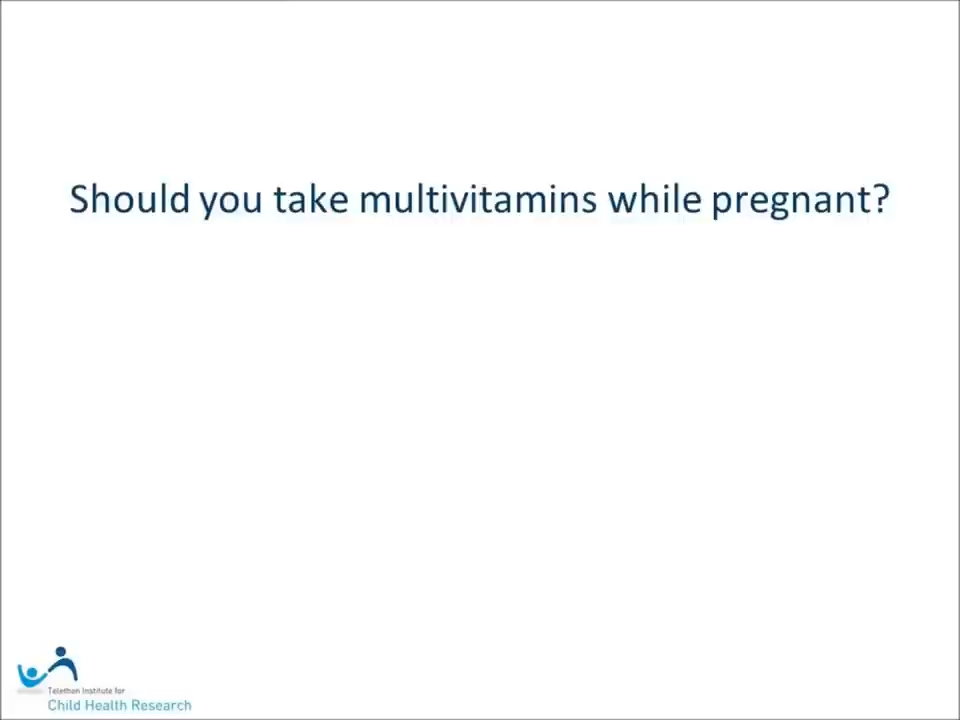 Should you take multivitamins while pregnant?
Telethon Institute for
Child Health Research